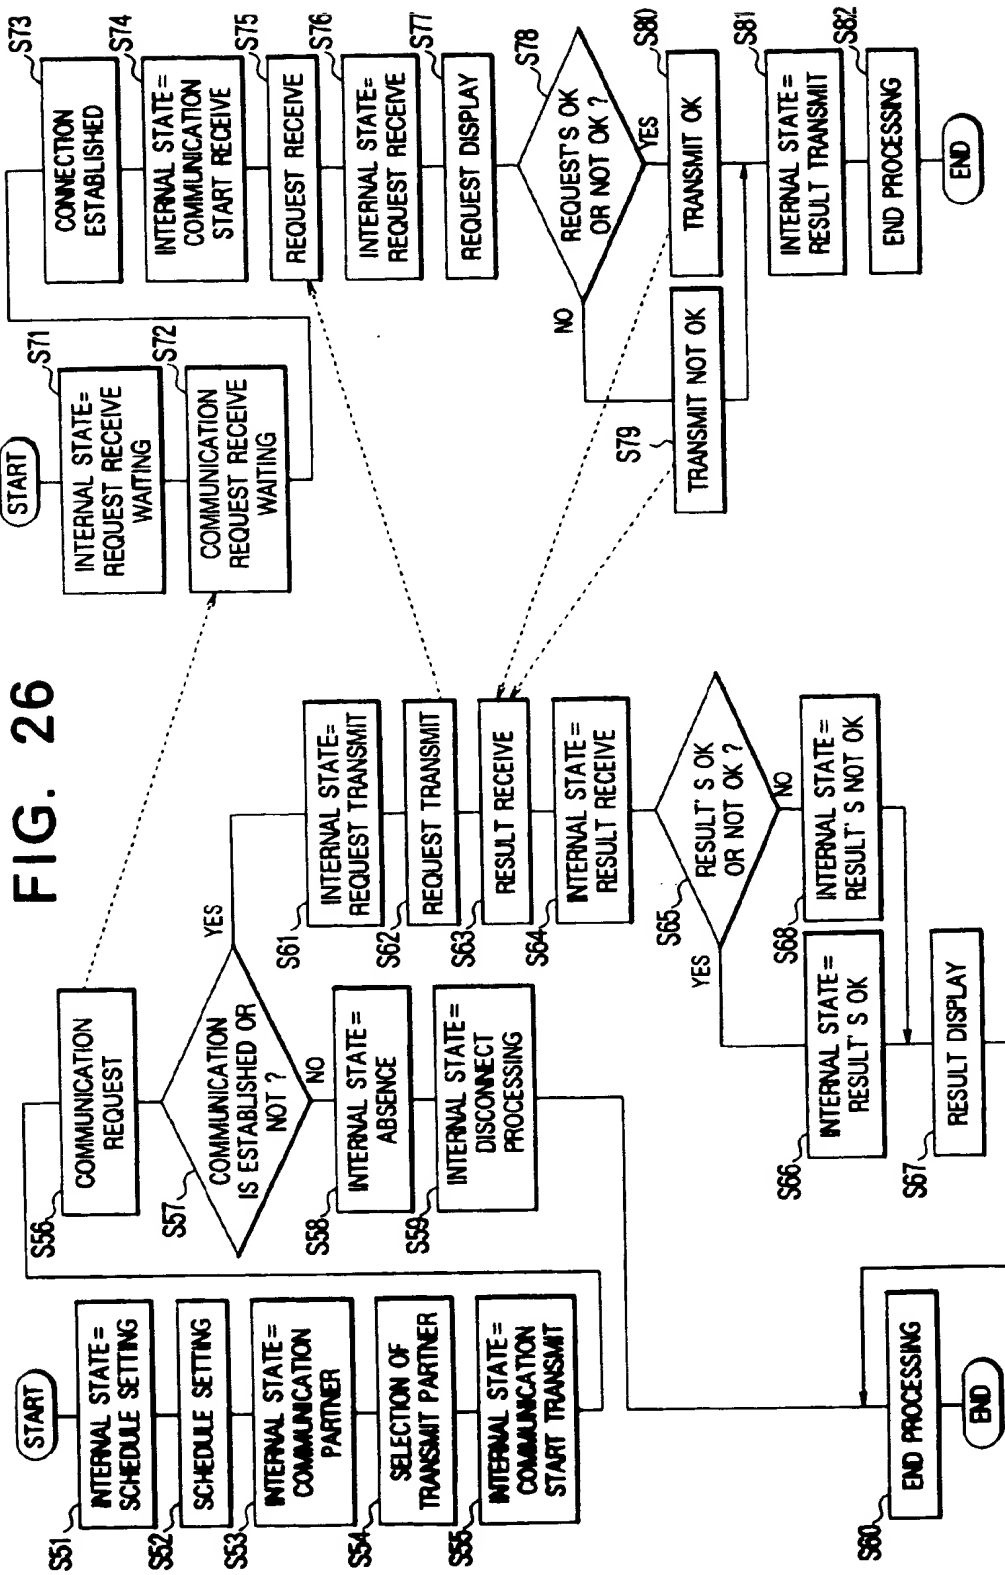 FIG. 26
START
S51
INTERNAL STATE=
SCHEDULE SETTING
S52
SCHEDULE SETTING
S53
INTERNAL STATE=
COMMUNICATION
PARTNER
S54
SELECTION OF
TRANSMIT PARTNER
S55
INTERNAL STATE=
COMMUNICATION
START TRANSMIT
S56
COMMUNICATION
REQUEST
S57
COMMUNICATION
IS ESTABLISHED OR
NOT ?
YES
NO
S58
INTERNAL STATE=
ABSENCE
S59
INTERNAL STATE=
DISCONNECT
PROCESSING
S60
END PROCESSING
END
S61
INTERNAL STATE=
REQUEST TRANSMIT
S62
REQUEST TRANSMIT
S63
RESULT RECEIVE
S64
INTERNAL STATE=
RESULT RECEIVE
S65
RESULT' S OK
OR NOT OK ?
YES
NO
S66
INTERNAL STATE=
RESULT' S OK
S68
INTERNAL STATE=
RESULT' S NOT OK
S67
RESULT DISPLAY
START
S71
INTERNAL STATE=
REQUEST RECEIVE
WAITING
S72
COMMUNICATION
REQUEST RECEIVE
WAITING
S73
CONNECTION
ESTABLISHED
S74
INTERNAL STATE=
COMMUNICATION
START RECEIVE
S75
REQUEST RECEIVE
S76
INTERNAL STATE=
REQUEST RECEIVE
S77
REQUEST DISPLAY
S78
REQUEST'S OK
OR NOT OK ?
NO
YES
S79
TRANSMIT NOT OK
S80
TRANSMIT OK
S81
INTERNAL STATE=
RESULT TRANSMIT
S82
END PROCESSING
END